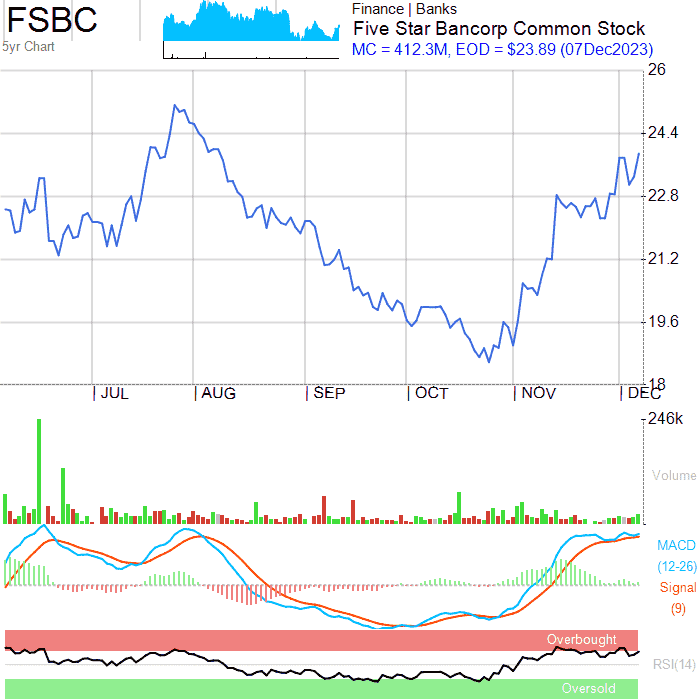 FSBC
5yr Chart
Finance | Banks
Five Star Bancorp Common Stock
MC = 412.3M, EOD = $23.89 (07Dec2023)
26
24.4
22.8
21.2
19.6
18
JUL AUG SEP OCT NOV DEC
246k
Volume
MACD
(12-26)
Signal
(9)
Overbought
RSI(14)
Oversold